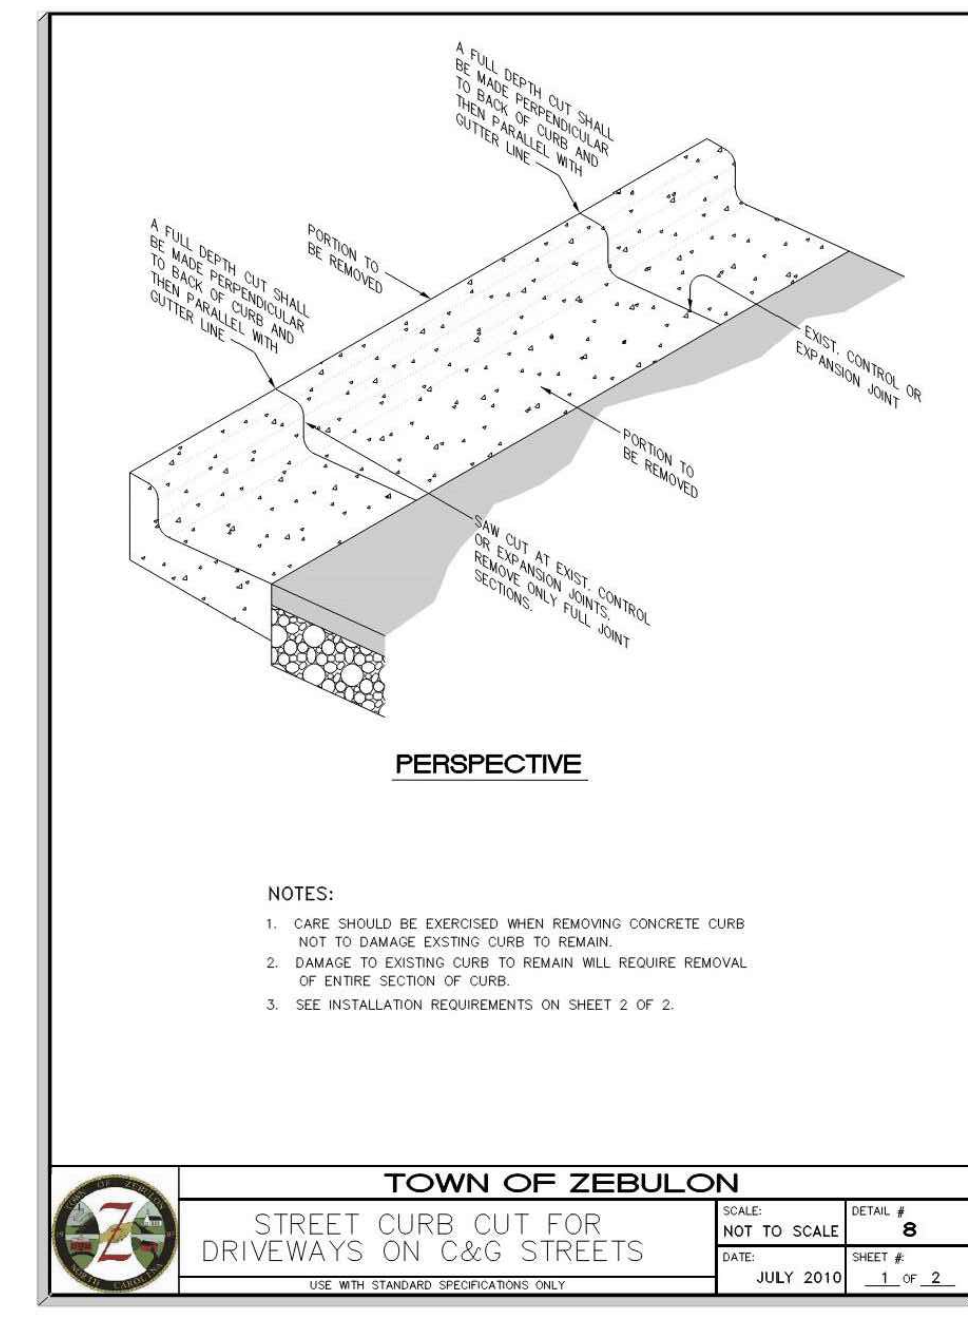 A FULL DEPTH CUT SHALL
BE MADE PERPENDICULAR
TO BACK OF CURB AND
THEN PARALLEL WITH
GUTTER LINE
A FULL DEPTH CUT SHALL
BE MADE PERPENDICULAR
TO BACK OF CURB AND
THEN PARALLEL WITH
GUTTER LINE
PORTION TO
BE REMOVED
EXIST. CONTROL OR
EXPANSION JOINT
PORTION TO
BE REMOVED
SAW CUT AT EXIST. CONTROL
OR EXPANSION JOINTS.
REMOVE ONLY FULL JOINT
SECTIONS.
PERSPECTIVE
NOTES:
1. CARE SHOULD BE EXERCISED WHEN REMOVING CONCRETE CURB
NOT TO DAMAGE EXSTING CURB TO REMAIN.
2. DAMAGE TO EXISTING CURB TO REMAIN WILL REQUIRE REMOVAL
OF ENTIRE SECTION OF CURB.
3. SEE INSTALLATION REQUIREMENTS ON SHEET 2 OF 2.
TOWN OF ZEBULON
Z
NORTH CAROLINA
TOWN OF ZEBULON
STREET CURB CUT FOR
DRIVEWAYS ON C&G STREETS
USE WITH STANDARD SPECIFICATIONS ONLY
SCALE:
NOT TO SCALE
DETAIL #
8
DATE:
JULY 2010
SHEET #:
1 OF 2